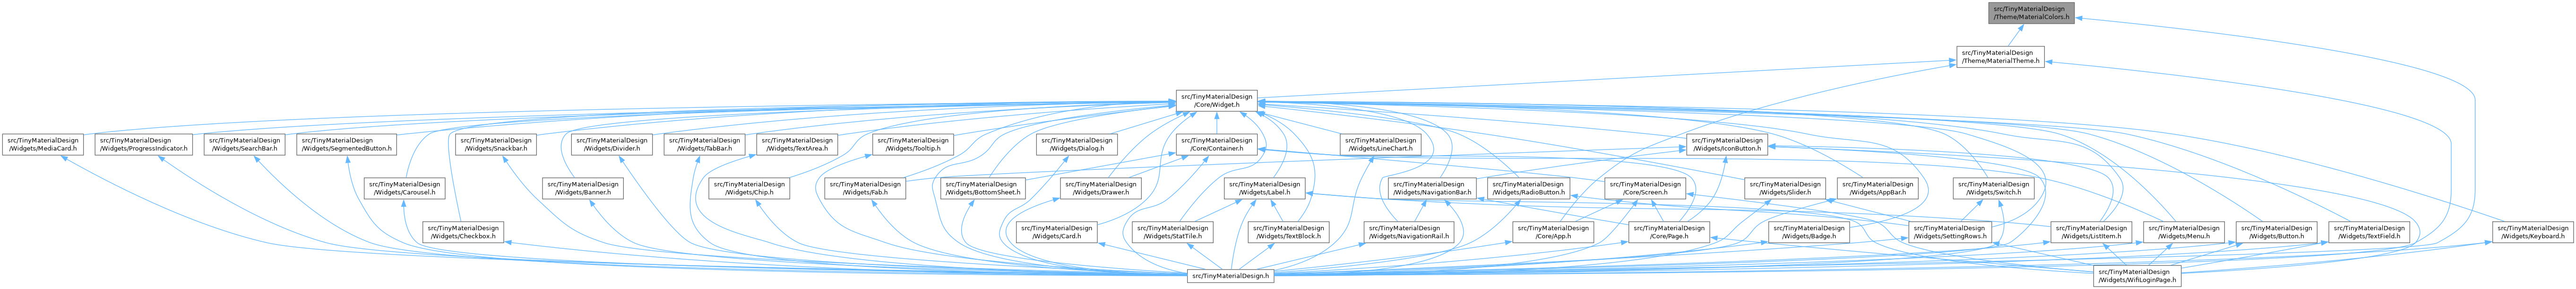 src/TinyMaterialDesign
/Theme/MaterialColors.h
src/TinyMaterialDesign
/Theme/MaterialTheme.h
src/TinyMaterialDesign
/Core/Widget.h
src/TinyMaterialDesign
/Widgets/MediaCard.h
src/TinyMaterialDesign
/Widgets/ProgressIndicator.h
src/TinyMaterialDesign
/Widgets/SearchBar.h
src/TinyMaterialDesign
/Widgets/SegmentedButton.h
src/TinyMaterialDesign
/Widgets/Snackbar.h
src/TinyMaterialDesign
/Widgets/Divider.h
src/TinyMaterialDesign
/Widgets/TabBar.h
src/TinyMaterialDesign
/Widgets/TextArea.h
src/TinyMaterialDesign
/Widgets/Tooltip.h
src/TinyMaterialDesign
/Widgets/Dialog.h
src/TinyMaterialDesign
/Core/Container.h
src/TinyMaterialDesign
/Widgets/LineChart.h
src/TinyMaterialDesign
/Widgets/IconButton.h
src/TinyMaterialDesign
/Widgets/Carousel.h
src/TinyMaterialDesign
/Widgets/Banner.h
src/TinyMaterialDesign
/Widgets/Chip.h
src/TinyMaterialDesign
/Widgets/Fab.h
src/TinyMaterialDesign
/Widgets/BottomSheet.h
src/TinyMaterialDesign
/Widgets/Drawer.h
src/TinyMaterialDesign
/Widgets/Label.h
src/TinyMaterialDesign
/Widgets/NavigationBar.h
src/TinyMaterialDesign
/Widgets/RadioButton.h
src/TinyMaterialDesign
/Core/Screen.h
src/TinyMaterialDesign
/Widgets/Slider.h
src/TinyMaterialDesign
/Widgets/AppBar.h
src/TinyMaterialDesign
/Widgets/Switch.h
src/TinyMaterialDesign
/Widgets/Checkbox.h
src/TinyMaterialDesign
/Widgets/Card.h
src/TinyMaterialDesign
/Widgets/StatTile.h
src/TinyMaterialDesign
/Widgets/TextBlock.h
src/TinyMaterialDesign
/Widgets/NavigationRail.h
src/TinyMaterialDesign
/Core/App.h
src/TinyMaterialDesign
/Core/Page.h
src/TinyMaterialDesign
/Widgets/Badge.h
src/TinyMaterialDesign
/Widgets/SettingRows.h
src/TinyMaterialDesign
/Widgets/ListItem.h
src/TinyMaterialDesign
/Widgets/Menu.h
src/TinyMaterialDesign
/Widgets/Button.h
src/TinyMaterialDesign
/Widgets/TextField.h
src/TinyMaterialDesign
/Widgets/Keyboard.h
src/TinyMaterialDesign.h
src/TinyMaterialDesign
/Widgets/WifiLoginPage.h